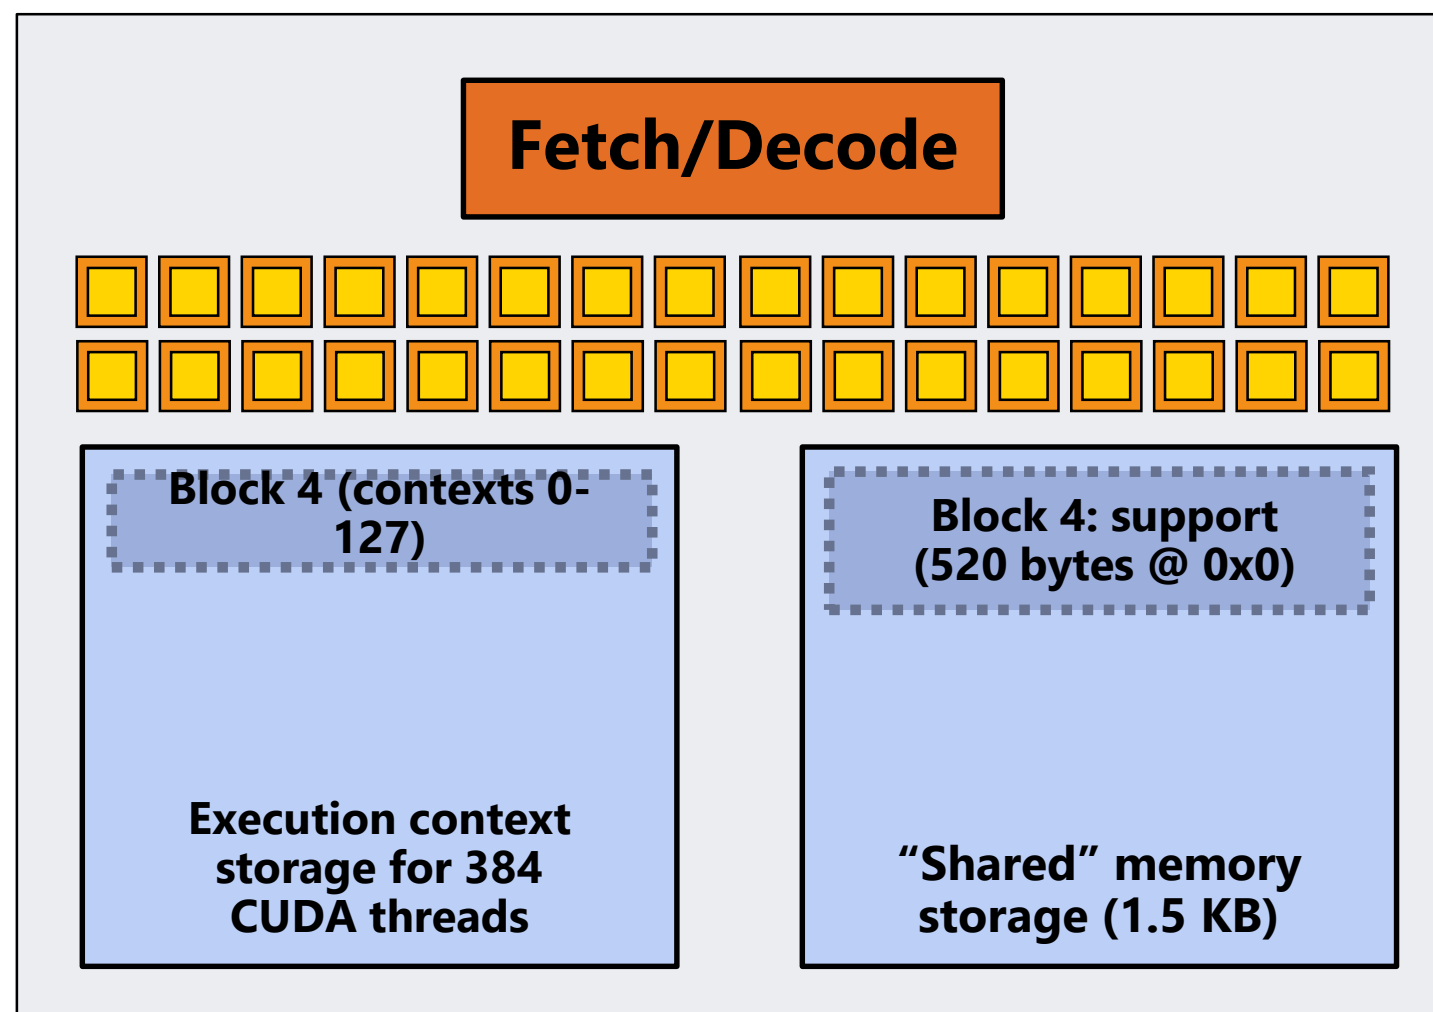 Fetch/Decode
Block 4 (contexts 0-
127)
Execution context
storage for 384
CUDA threads
Block 4: support
(520 bytes @ 0x0)
“Shared” memory
storage (1.5 KB)